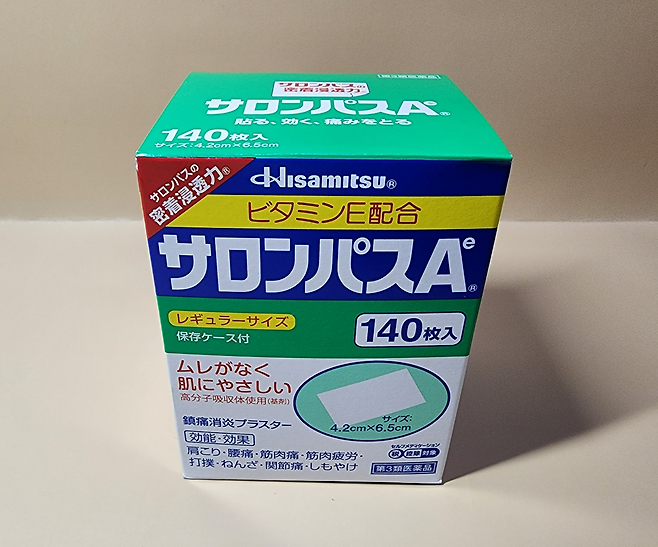 第3類医薬品
サロンパスの
密着浸透力
サロンパスAe®
貼る、効く、痛みをとる
140枚入
サイズ:4.2cm×6.5cm
サロンパスの
密着浸透力®
Hisamitsu®
ビタミンE配合
サロンパスAe®
レギュラーサイズ
保存ケース付
140枚入
ムレがなく
肌にやさしい
高分子吸収体使用(基剤)
サイズ:
4.2cm×6.5cm
鎮痛消炎プラスター
効能・効果
肩こり・腰痛・筋肉痛・筋肉疲労・
打撲・ねんざ・関節痛・しもやけ
セルフメディケーション
税 控除 対象
第3類医薬品